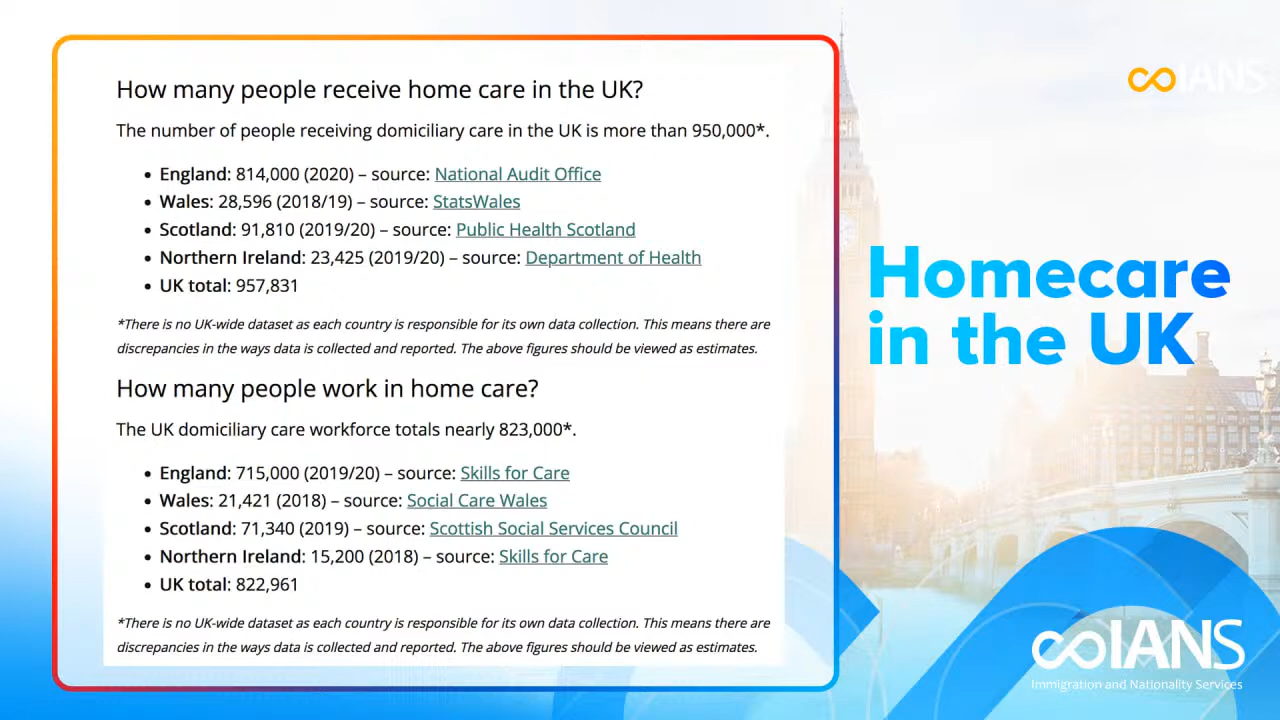 How many people receive home care in the UK?
The number of people receiving domiciliary care in the UK is more than 950,000*.
• England: 814,000 (2020) – source: National Audit Office
• Wales: 28,596 (2018/19) – source: StatsWales
• Scotland: 91,810 (2019/20) – source: Public Health Scotland
• Northern Ireland: 23,425 (2019/20) – source: Department of Health
• UK total: 957,831
*There is no UK-wide dataset as each country is responsible for its own data collection. This means there are
discrepancies in the ways data is collected and reported. The above figures should be viewed as estimates.
How many people work in home care?
The UK domiciliary care workforce totals nearly 823,000*.
• England: 715,000 (2019/20) – source: Skills for Care
• Wales: 21,421 (2018) – source: Social Care Wales
• Scotland: 71,340 (2019) – source: Scottish Social Services Council
• Northern Ireland: 15,200 (2018) – source: Skills for Care
• UK total: 822,961
*There is no UK-wide dataset as each country is responsible for its own data collection. This means there are
discrepancies in the ways data is collected and reported. The above figures should be viewed as estimates.
IANS
Homecare
in the UK
IANS
Immigration and Nationality Services